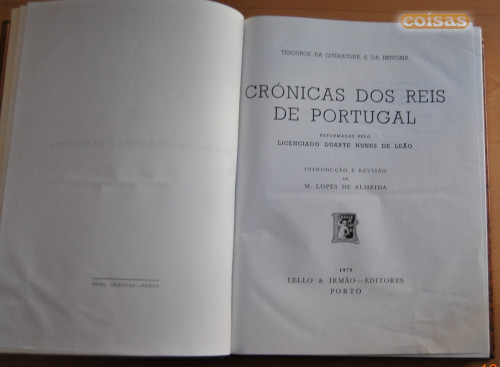 coisas
TESOUROS DA LITERATURA E DA HISTÓRIA
CRÓNICAS DOS REIS
DE PORTUGAL
REFORMADAS PELO
LICENCIADO DUARTE NUNES DE LEÃO
INTRODUÇÃO E REVISÃO
DE
M. LOPES DE ALMEIDA
1975
LELLO & IRMÃO—EDITORES
PORTO